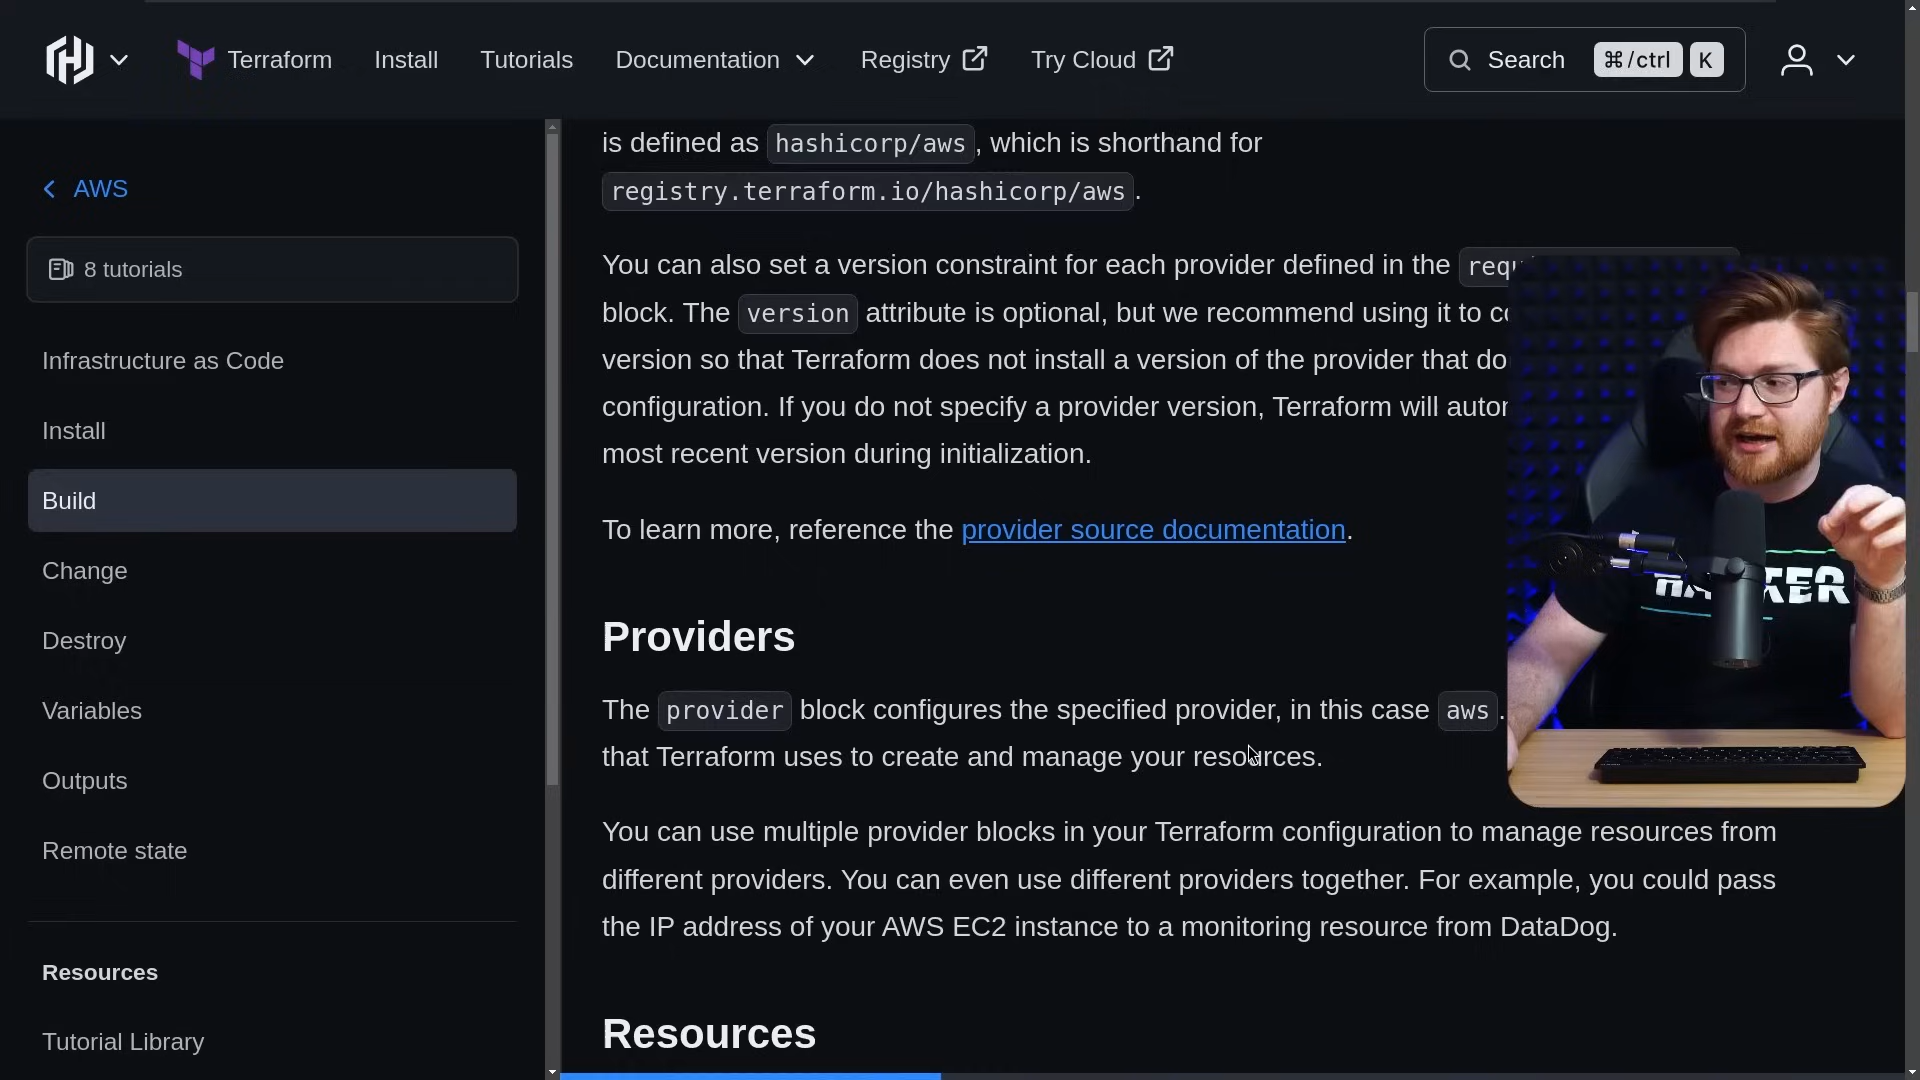 Terraform Install Tutorials Documentation Registry Try Cloud Search ⌘/ctrl K
AWS
8 tutorials
Infrastructure as Code
Install
Build
Change
Destroy
Variables
Outputs
Remote state
Resources
Tutorial Library
is defined as hashicorp/aws, which is shorthand for
registry.terraform.io/hashicorp/aws.
You can also set a version constraint for each provider defined in the
block. The version attribute is optional, but we recommend using it to
version so that Terraform does not install a version of the provider that
configuration. If you do not specify a provider version, Terraform will
most recent version during initialization.
To learn more, reference the provider source documentation.
Providers
The provider block configures the specified provider, in this case aws.
that Terraform uses to create and manage your resources.
You can use multiple provider blocks in your Terraform configuration to manage resources from
different providers. You can even use different providers together. For example, you could pass
the IP address of your AWS EC2 instance to a monitoring resource from DataDog.
Resources